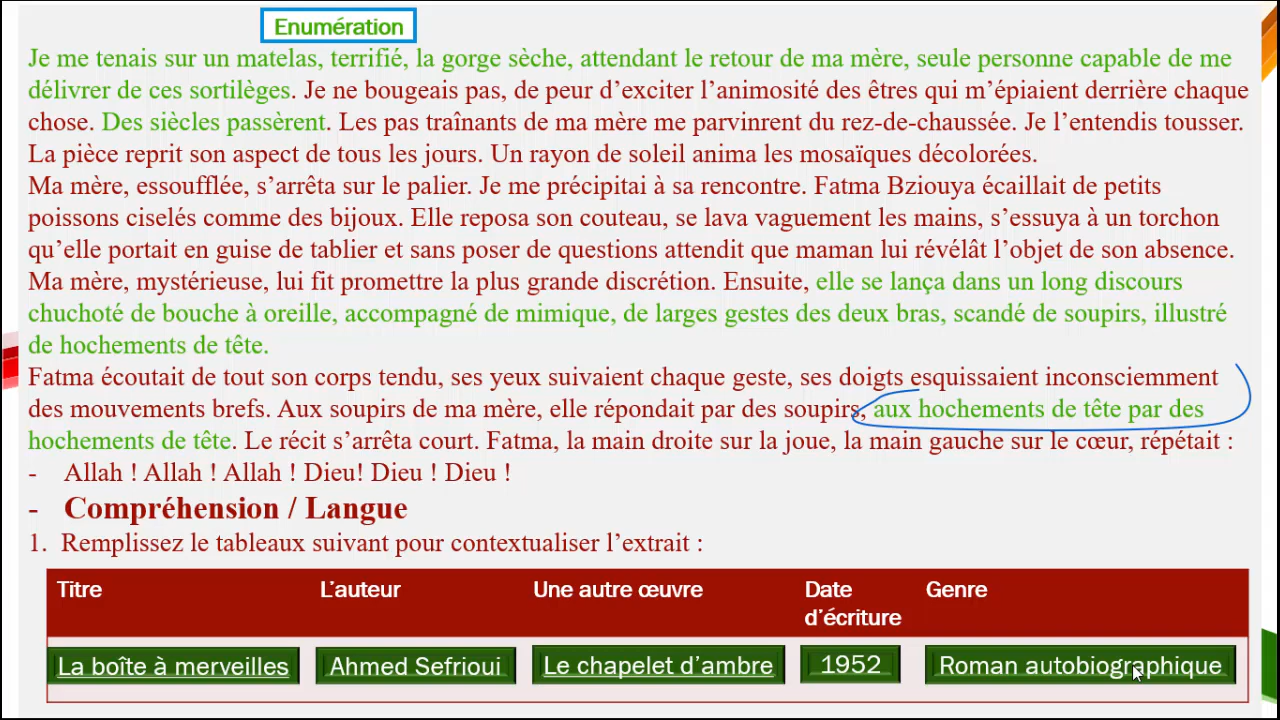 Enumération
Je me tenais sur un matelas, terrifié, la gorge sèche, attendant le retour de ma mère, seule personne capable de me
délivrer de ces sortilèges. Je ne bougeais pas, de peur d’exciter l’animosité des êtres qui m’épiaient derrière chaque
chose. Des siècles passèrent. Les pas traînants de ma mère me parvinrent du rez-de-chaussée. Je l’entendis tousser.
La pièce reprit son aspect de tous les jours. Un rayon de soleil anima les mosaïques décolorées.
Ma mère, essoufflée, s’arrêta sur le palier. Je me précipitai à sa rencontre. Fatma Bziouya écaillait de petits
poissons ciselés comme des bijoux. Elle reposa son couteau, se lava vaguement les mains, s’essuya à un torchon
qu’elle portait en guise de tablier et sans poser de questions attendit que maman lui révélât l’objet de son absence.
Ma mère, mystérieuse, lui fit promettre la plus grande discrétion. Ensuite, elle se lança dans un long discours
chuchoté de bouche à oreille, accompagné de mimique, de larges gestes des deux bras, scandé de soupirs, illustré
de hochements de tête.
Fatma écoutait de tout son corps tendu, ses yeux suivaient chaque geste, ses doigts esquissaient inconsciemment
des mouvements brefs. Aux soupirs de ma mère, elle répondait par des soupirs, aux hochements de tête par des
hochements de tête. Le récit s’arrêta court. Fatma, la main droite sur la joue, la main gauche sur le cœur, répétait :
- Allah ! Allah ! Allah ! Dieu! Dieu ! Dieu !
- Compréhension / Langue
1. Remplissez le tableaux suivant pour contextualiser l’extrait :
Titre L’auteur Une autre œuvre Date d’écriture Genre
La boîte à merveilles Ahmed Sefrioui Le chapelet d’ambre 1952 Roman autobiographique